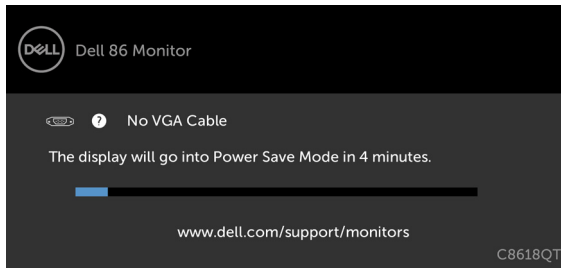 DELL
Dell 86 Monitor
? No VGA Cable
The display will go into Power Save Mode in 4 minutes.
www.dell.com/support/monitors
C8618QT